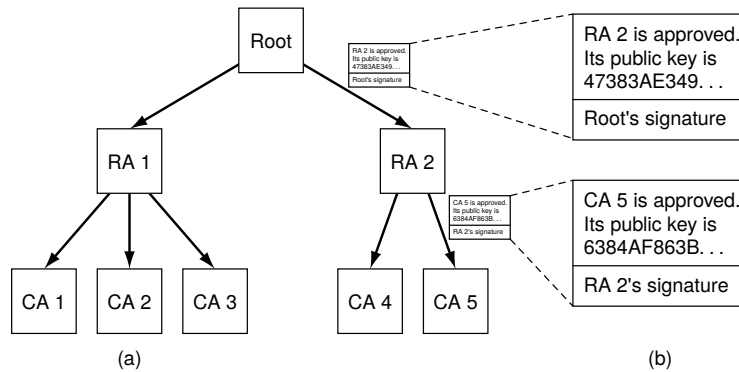 Root
RA 2 is approved.
Its public key is
47383AE349. . .
Root's signature
RA 2 is approved.
Its public key is
47383AE349. . .
Root's signature
RA 1
RA 2
CA 5 is approved.
Its public key is
6384AF863B. . .
RA 2's signature
CA 5 is approved.
Its public key is
6384AF863B. . .
RA 2's signature
CA 1
CA 2
CA 3
CA 4
CA 5
(a)
(b)